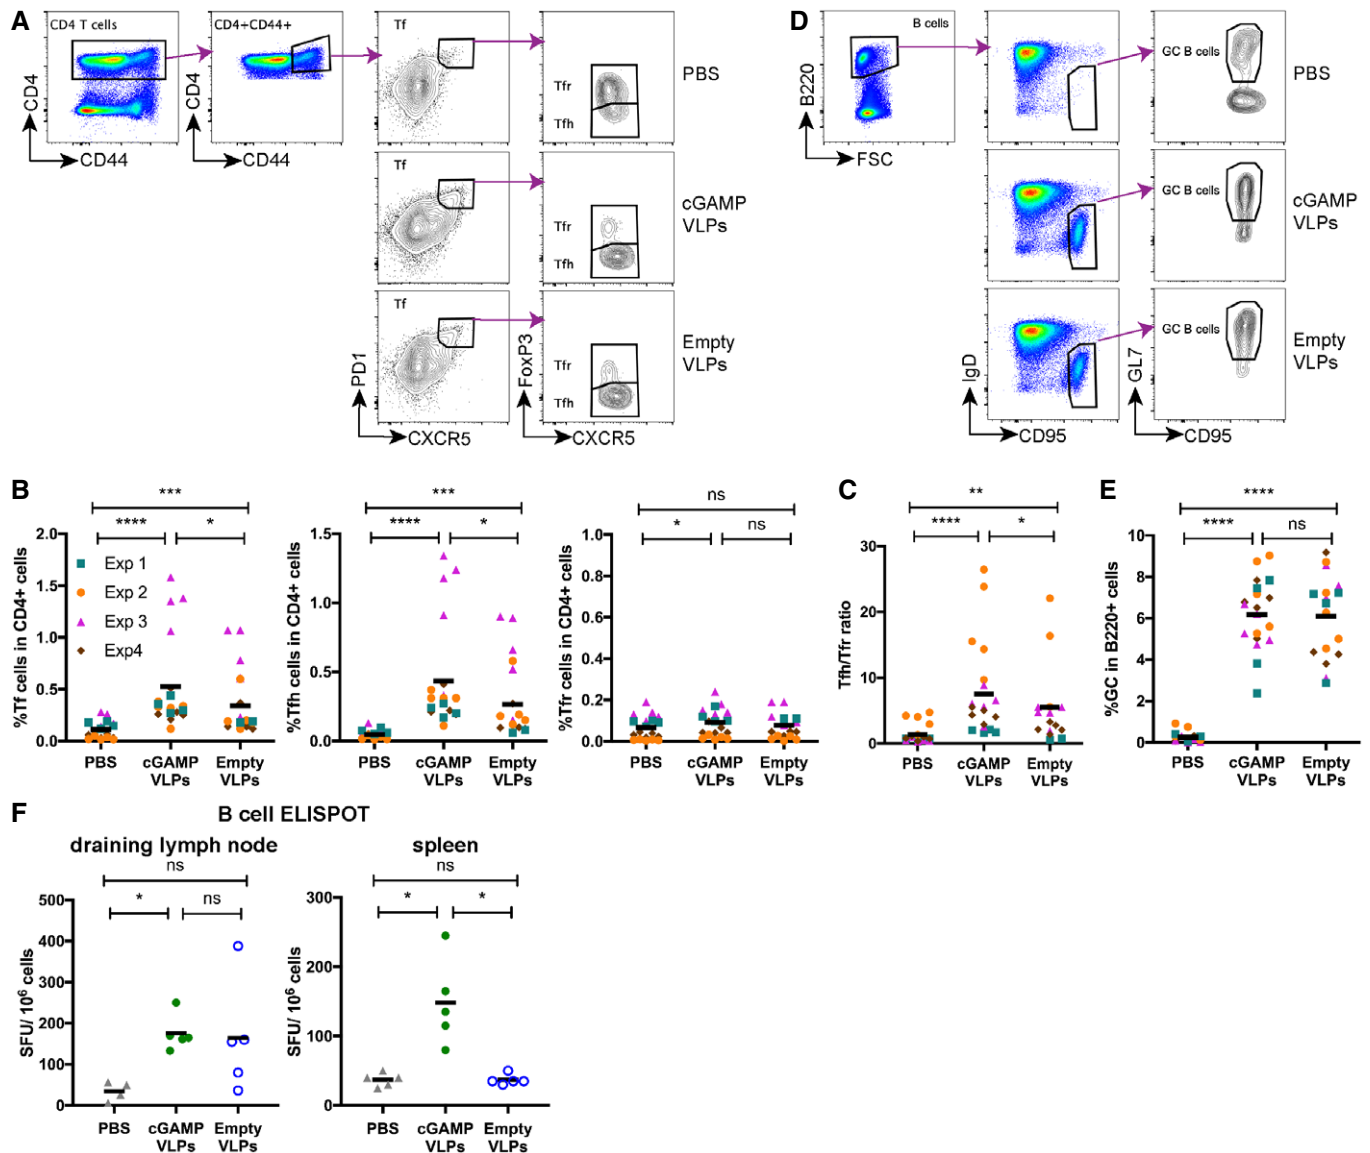 A
CD4 T cells
CD4
CD44
CD4+CD44+
CD4
CD44
Tf
Tfr
Tfh
PBS
Tf
Tfr
Tfh
cGAMP
VLPs
Tf
Tfr
Tfh
Empty
VLPs
PD1
CXCR5
FoxP3
CXCR5
D
B cells
B220
FSC
GC B cells
PBS
GC B cells
cGAMP
VLPs
GC B cells
Empty
VLPs
IgD
CD95
GL7
CD95
B
***
****
*
%Tf cells in CD4+ cells
2.0
1.5
1.0
0.5
0.0
Exp 1
Exp 2
Exp 3
Exp4
PBS
cGAMP
VLPs
Empty
VLPs
***
****
*
%Tfh cells in CD4+ cells
1.5
1.0
0.5
0.0
PBS
cGAMP
VLPs
Empty
VLPs
ns
*
ns
%Tfr cells in CD4+ cells
1.0
0.8
0.6
0.4
0.2
0.0
PBS
cGAMP
VLPs
Empty
VLPs
C
**
****
*
Tfh/Tfr ratio
30
20
10
0
PBS
cGAMP
VLPs
Empty
VLPs
E
****
****
ns
%GC in B220+ cells
10
8
6
4
2
0
PBS
cGAMP
VLPs
Empty
VLPs
F
B cell ELISPOT
draining lymph node
ns
*
ns
SFU/ 10⁶ cells
500
400
300
200
100
0
PBS
cGAMP
VLPs
Empty
VLPs
spleen
ns
*
*
SFU/ 10⁶ cells
300
200
100
0
PBS
cGAMP
VLPs
Empty
VLPs